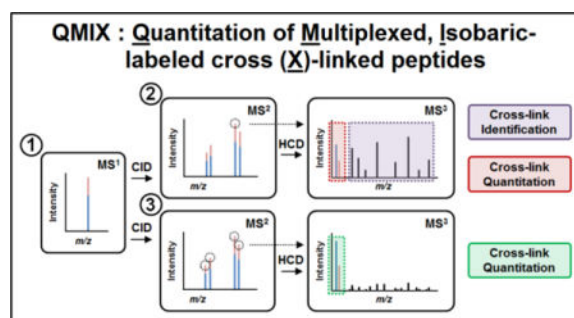 QMIX : Quantitation of Multiplexed, Isobaric-
labeled cross (X)-linked peptides
1
MS1
Intensity
m/z
CID
2
MS2
Intensity
m/z
HCD
MS3
Intensity
m/z
Cross-link
Identification
Cross-link
Quantitation
CID
3
MS2
Intensity
m/z
HCD
MS3
Intensity
m/z
Cross-link
Quantitation